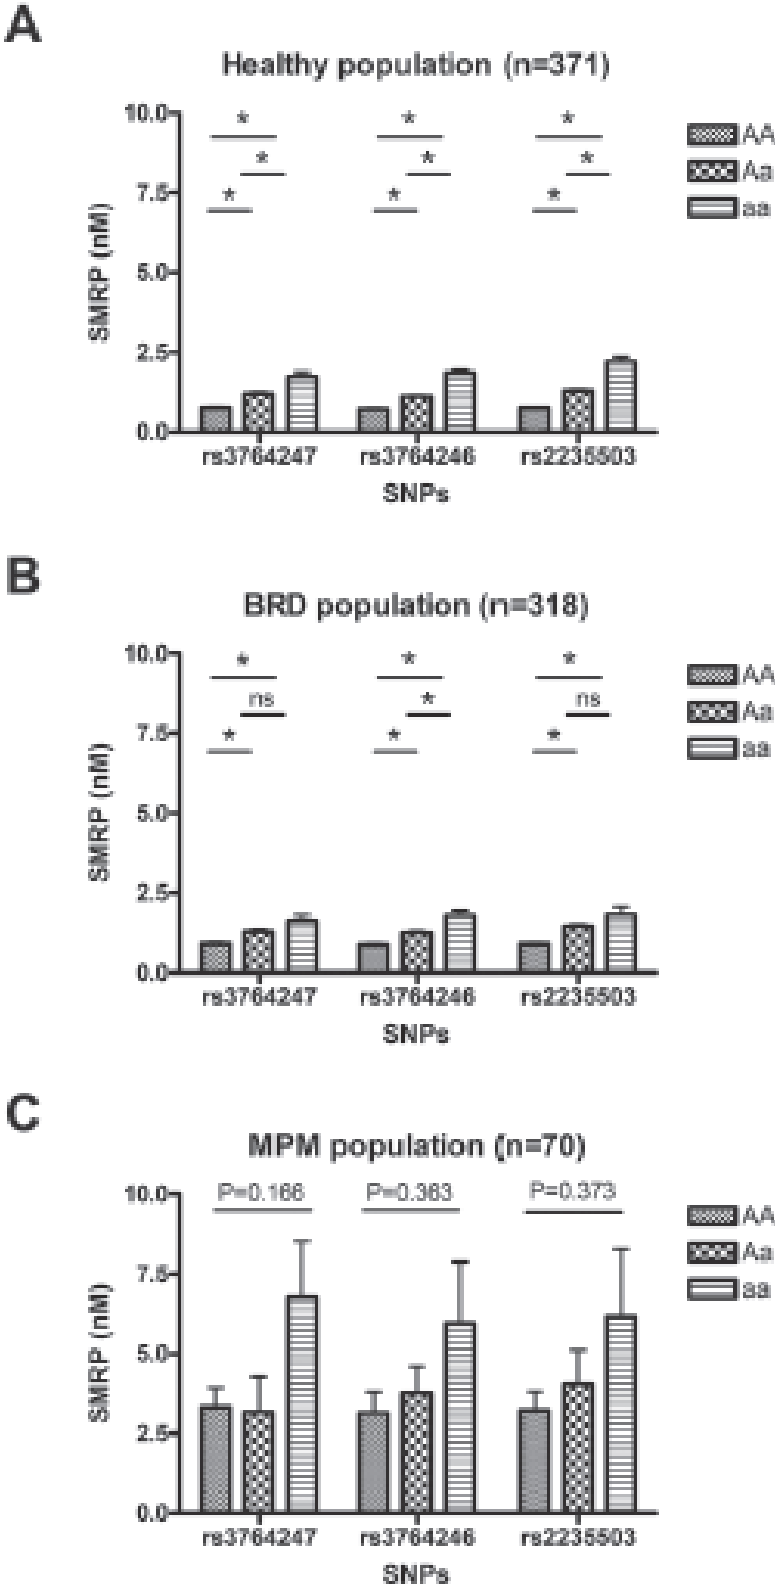 A
Healthy population (n=371)
10.0
7.5
5.0
2.5
0.0
SMRP (nM)
* * *
* * *
* * *
AA
Aa
aa
rs3764247 rs3764246 rs2235503
SNPs
B
BRD population (n=318)
10.0
7.5
5.0
2.5
0.0
SMRP (nM)
* * *
ns * ns
* * *
AA
Aa
aa
rs3764247 rs3764246 rs2235503
SNPs
C
MPM population (n=70)
10.0
7.5
5.0
2.5
0.0
SMRP (nM)
P=0.166 P=0.363 P=0.373
AA
Aa
aa
rs3764247 rs3764246 rs2235503
SNPs